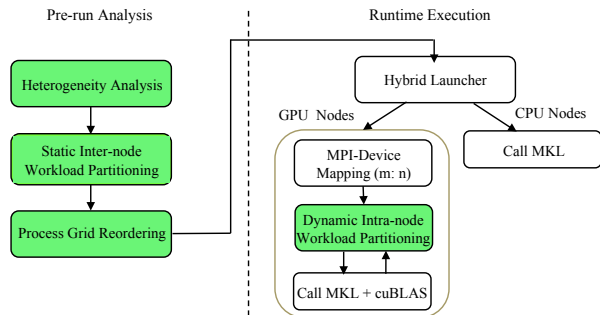 Pre-run Analysis
Heterogeneity Analysis
Static Inter-node
Workload Partitioning
Process Grid Reordering
Runtime Execution
Hybrid Launcher
GPU Nodes
CPU Nodes
MPI-Device
Mapping (m: n)
Call MKL
Dynamic Intra-node
Workload Partitioning
Call MKL + cuBLAS